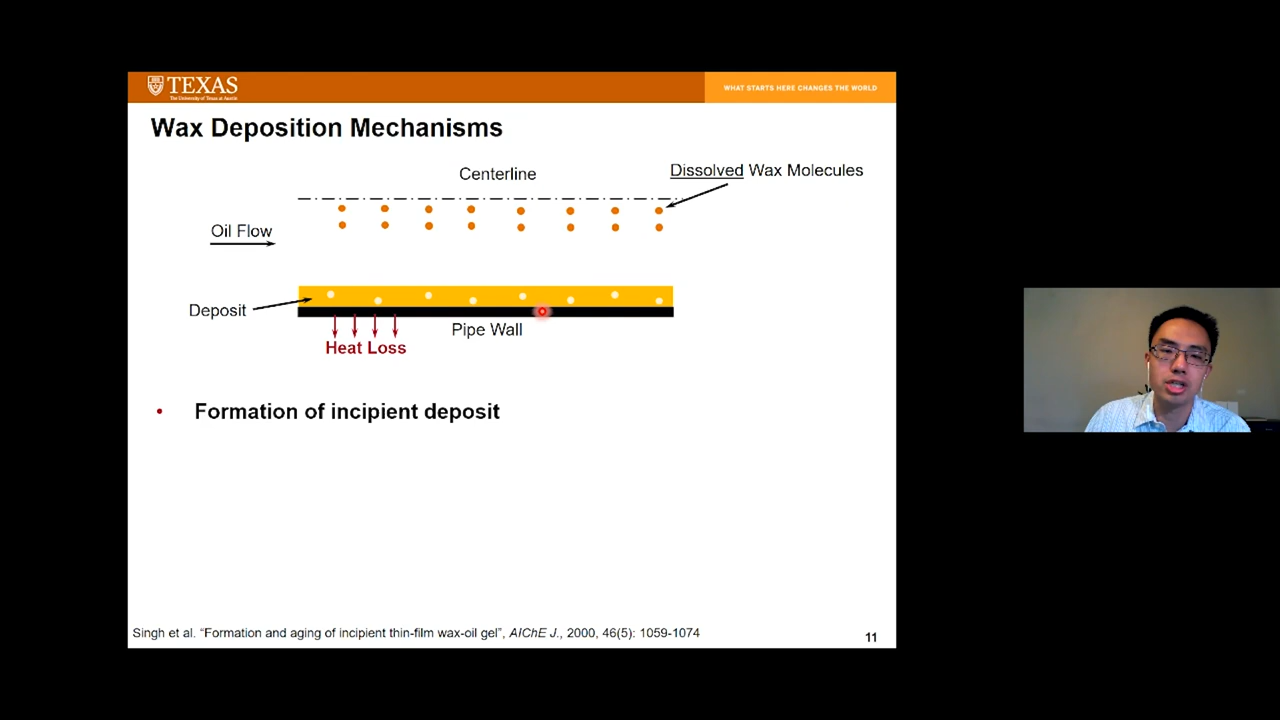 TEXAS
The University of Texas at Austin
WHAT STARTS HERE CHANGES THE WORLD
Wax Deposition Mechanisms
Centerline
Dissolved Wax Molecules
Oil Flow
Deposit
Pipe Wall
Heat Loss
• Formation of incipient deposit
Singh et al. “Formation and aging of incipient thin-film wax-oil gel”, AIChE J., 2000, 46(5): 1059-1074
11